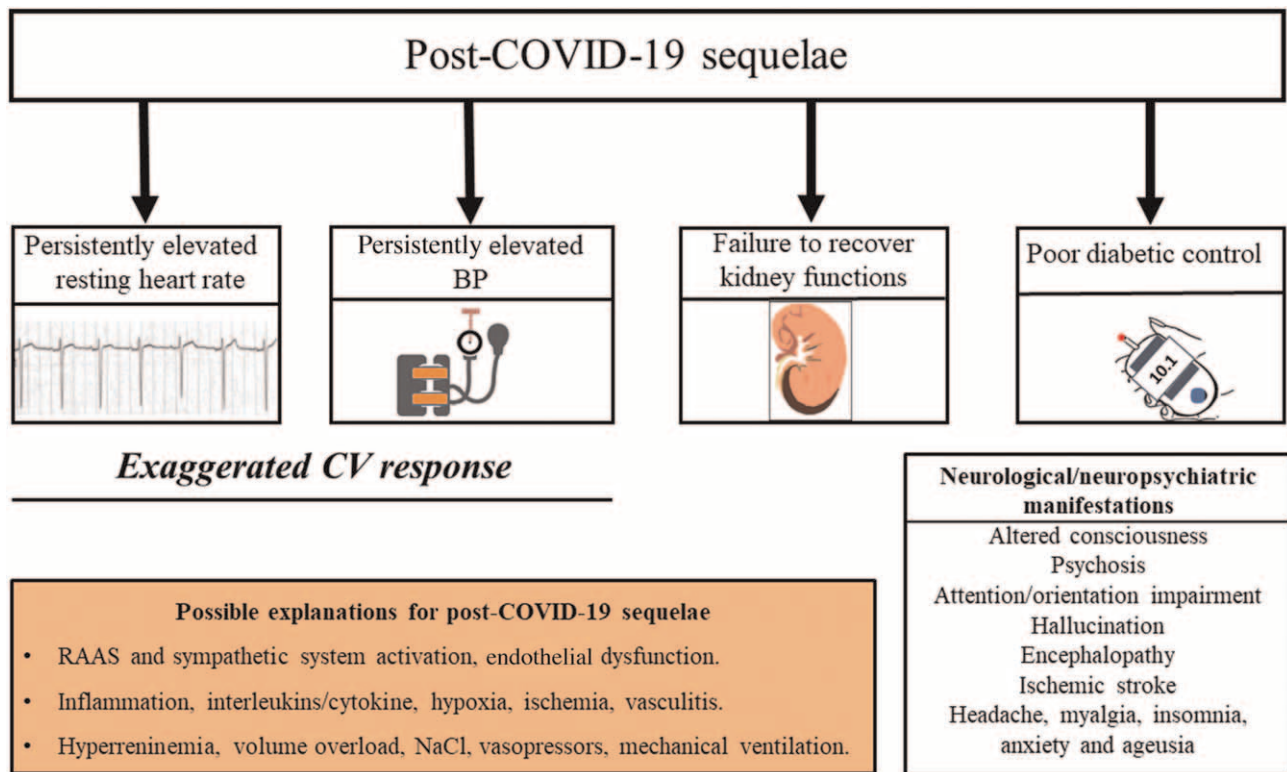 Post-COVID-19 sequelae
Persistently elevated
resting heart rate
Persistently elevated
BP
Failure to recover
kidney functions
Poor diabetic control
10.1
Exaggerated CV response
Neurological/neuropsychiatric
manifestations
Altered consciousness
Psychosis
Attention/orientation impairment
Hallucination
Encephalopathy
Ischemic stroke
Headache, myalgia, insomnia,
anxiety and ageusia
Possible explanations for post-COVID-19 sequelae
• RAAS and sympathetic system activation, endothelial dysfunction.
• Inflammation, interleukins/cytokine, hypoxia, ischemia, vasculitis.
• Hyperreninemia, volume overload, NaCl, vasopressors, mechanical ventilation.